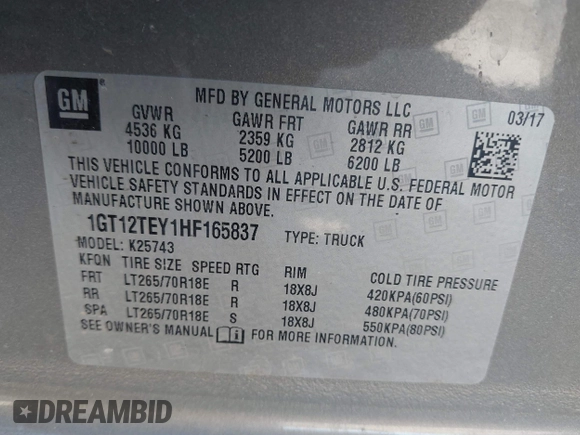 GM
MFD BY GENERAL MOTORS LLC
03/17
GVWR GAWR FRT GAWR RR
4536 KG 2359 KG 2812 KG
10000 LB 5200 LB 6200 LB
THIS VEHICLE CONFORMS TO ALL APPLICABLE U.S. FEDERAL MOTOR
VEHICLE SAFETY STANDARDS IN EFFECT ON THE DATE OF
MANUFACTURE SHOWN ABOVE.
1GT12TEY1HF165837 TYPE: TRUCK
MODEL: K25743
KFQN TIRE SIZE SPEED RTG RIM COLD TIRE PRESSURE
FRT LT265/70R18E R 18X8J 420KPA(60PSI)
RR LT265/70R18E R 18X8J 480KPA(70PSI)
SPA LT265/70R18E S 18X8J 550KPA(80PSI)
SEE OWNER'S MANUAL FOR MORE INFORMATION.
DREAMBID